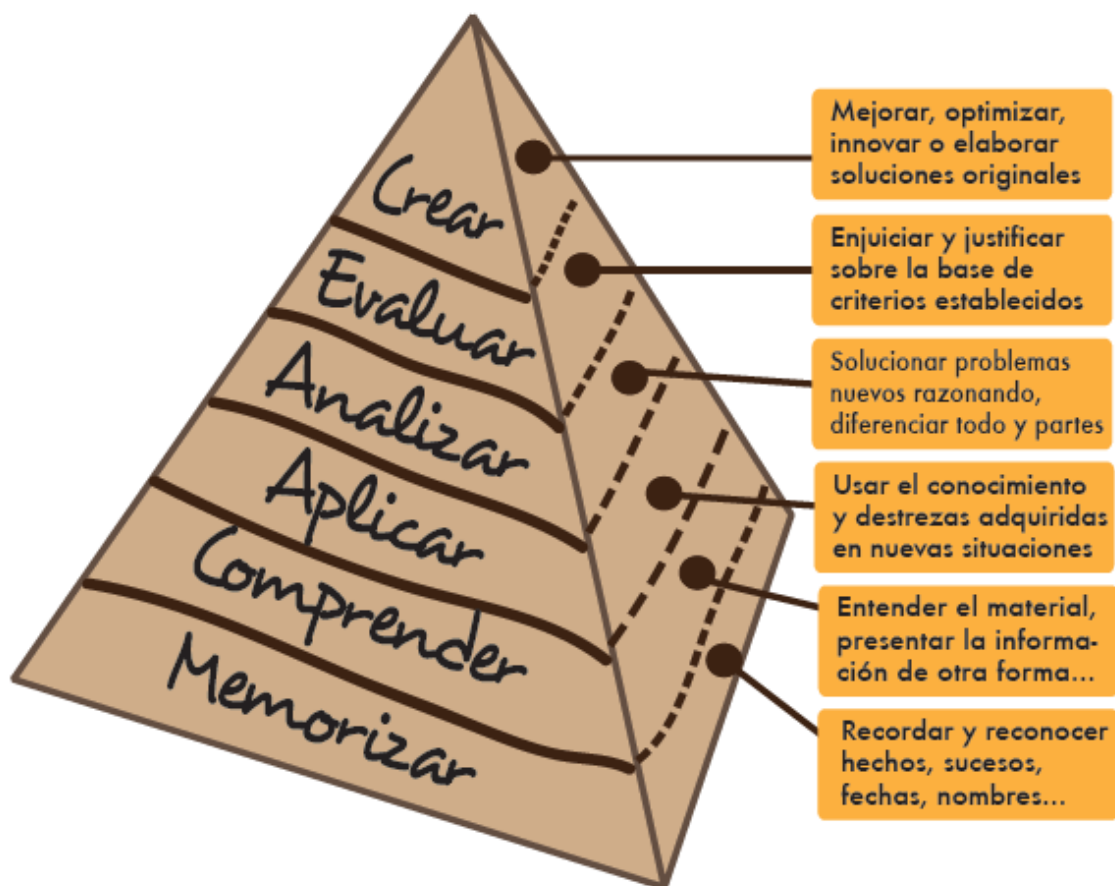 Crear
Mejorar, optimizar,
innovar o elaborar
soluciones originales
Evaluar
Enjuiciar y justificar
sobre la base de
criterios establecidos
Analizar
Solucionar problemas
nuevos razonando,
diferenciar todo y partes
Aplicar
Usar el conocimiento
y destrezas adquiridas
en nuevas situaciones
Comprender
Entender el material,
presentar la informa-
ción de otra forma...
Memorizar
Recordar y reconocer
hechos, sucesos,
fechas, nombres...